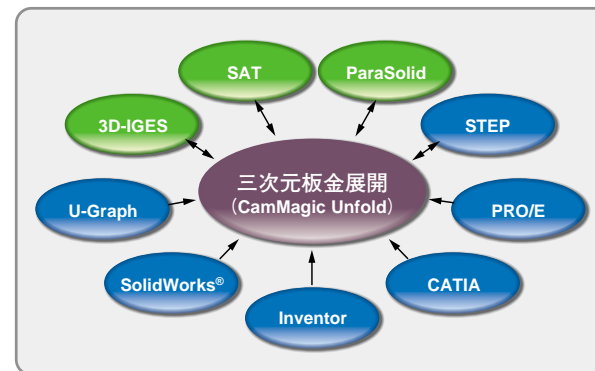 SAT
ParaSolid
3D-IGES
STEP
三次元板金展開
（CamMagic Unfold）
U-Graph
PRO/E
SolidWorks®
CATIA
Inventor